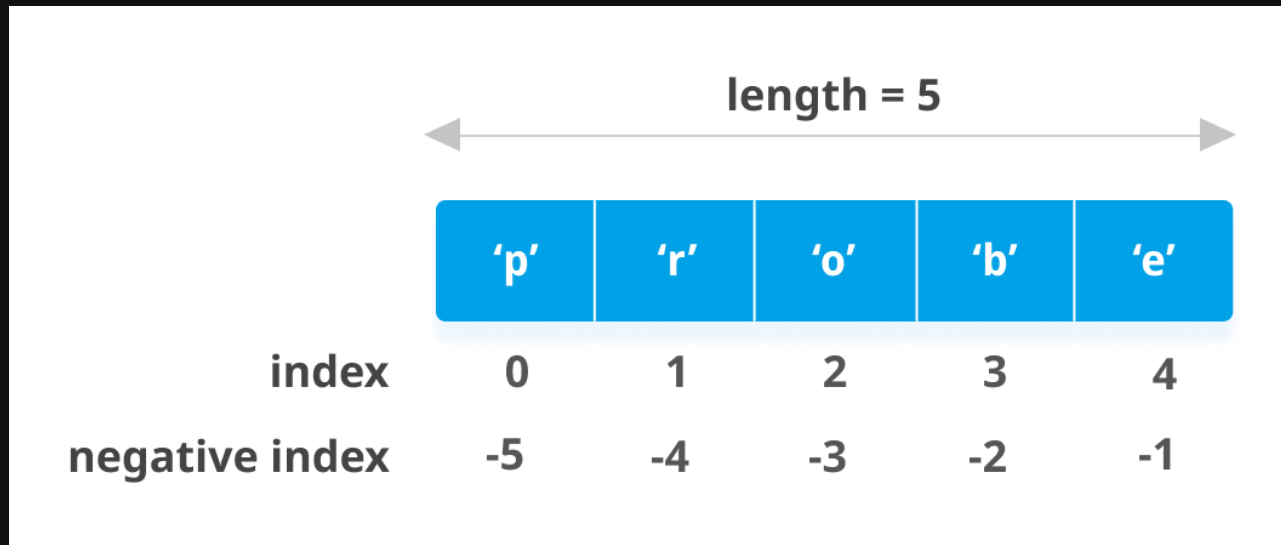 length = 5
‘p’ ‘r’ ‘o’ ‘b’ ‘e’
index 0 1 2 3 4
negative index -5 -4 -3 -2 -1